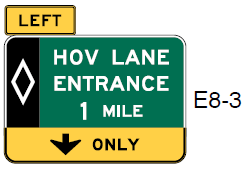 LEFT
HOV LANE
ENTRANCE
1 MILE
ONLY
E8-3